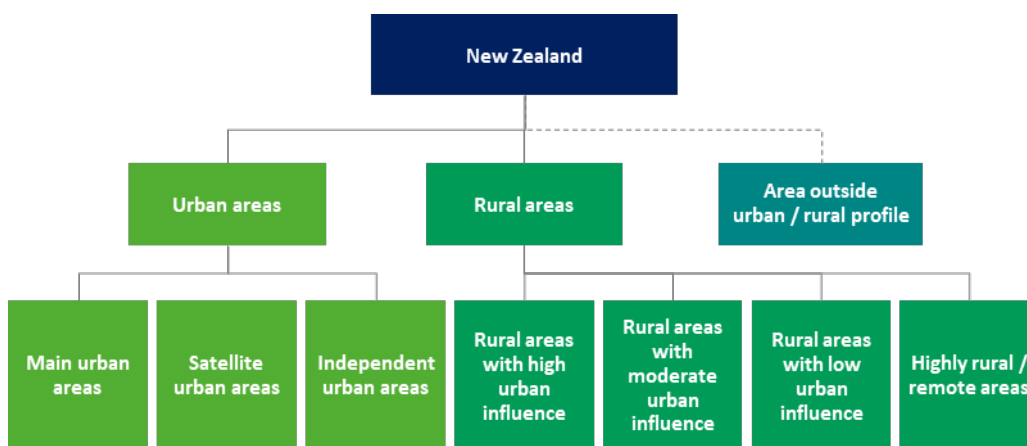 New Zealand
Urban areas
Rural areas
Area outside
urban / rural profile
Main urban
areas
Satellite
urban areas
Independent
urban areas
Rural areas
with high
urban
influence
Rural areas
with
moderate
urban
influence
Rural areas
with low
urban
influence
Highly rural /
remote areas